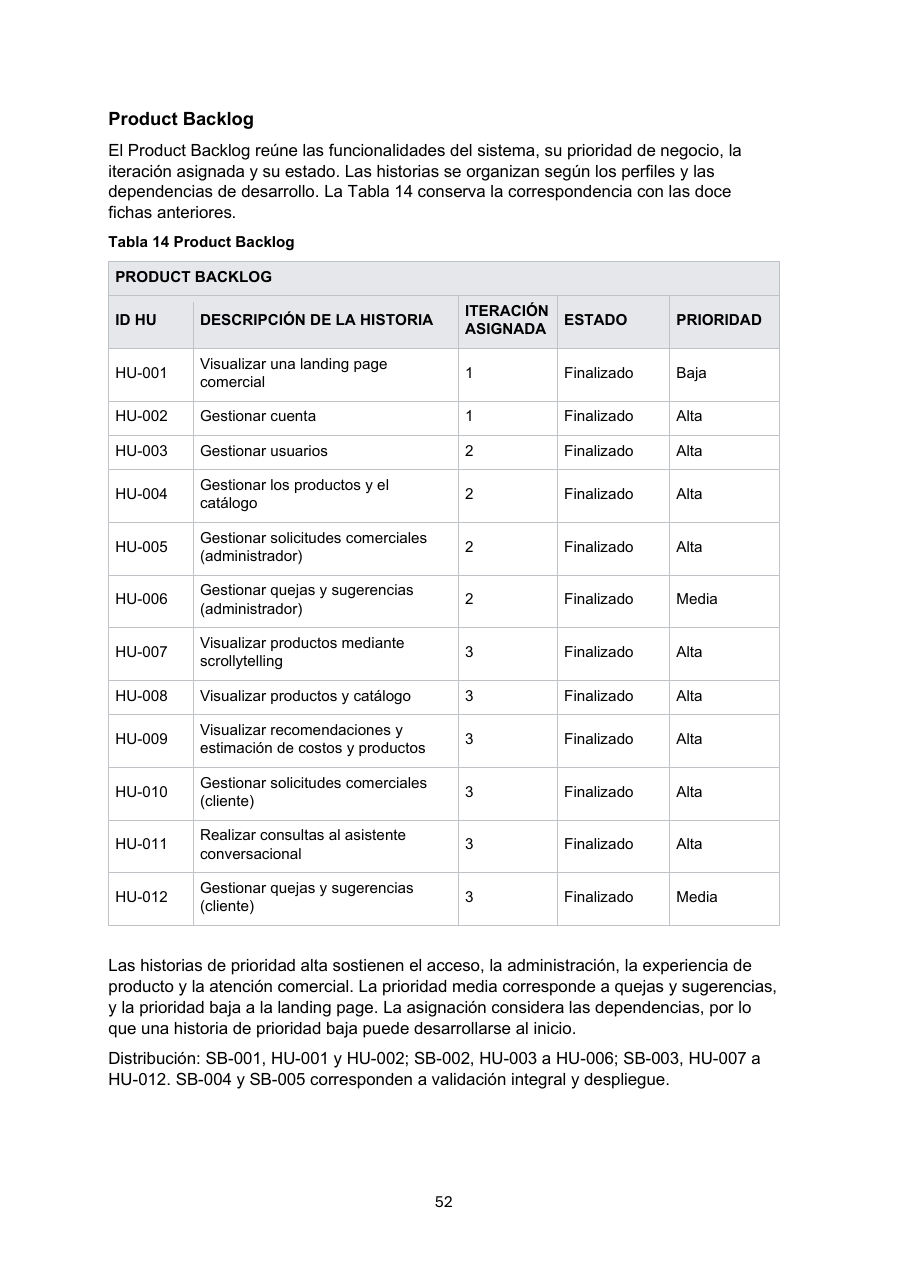 Product Backlog
El Product Backlog reúne las funcionalidades del sistema, su prioridad de negocio, la
iteración asignada y su estado. Las historias se organizan según los perfiles y las
dependencias de desarrollo. La Tabla 14 conserva la correspondencia con las doce
fichas anteriores.
Tabla 14 Product Backlog
PRODUCT BACKLOG
ID HU DESCRIPCIÓN DE LA HISTORIA ITERACIÓN ASIGNADA ESTADO PRIORIDAD
HU-001 Visualizar una landing page comercial 1 Finalizado Baja
HU-002 Gestionar cuenta 1 Finalizado Alta
HU-003 Gestionar usuarios 2 Finalizado Alta
HU-004 Gestionar los productos y el catálogo 2 Finalizado Alta
HU-005 Gestionar solicitudes comerciales (administrador) 2 Finalizado Alta
HU-006 Gestionar quejas y sugerencias (administrador) 2 Finalizado Media
HU-007 Visualizar productos mediante scrollytelling 3 Finalizado Alta
HU-008 Visualizar productos y catálogo 3 Finalizado Alta
HU-009 Visualizar recomendaciones y estimación de costos y productos 3 Finalizado Alta
HU-010 Gestionar solicitudes comerciales (cliente) 3 Finalizado Alta
HU-011 Realizar consultas al asistente conversacional 3 Finalizado Alta
HU-012 Gestionar quejas y sugerencias (cliente) 3 Finalizado Media
Las historias de prioridad alta sostienen el acceso, la administración, la experiencia de
producto y la atención comercial. La prioridad media corresponde a quejas y sugerencias,
y la prioridad baja a la landing page. La asignación considera las dependencias, por lo
que una historia de prioridad baja puede desarrollarse al inicio.
Distribución: SB-001, HU-001 y HU-002; SB-002, HU-003 a HU-006; SB-003, HU-007 a
HU-012. SB-004 y SB-005 corresponden a validación integral y despliegue.
52